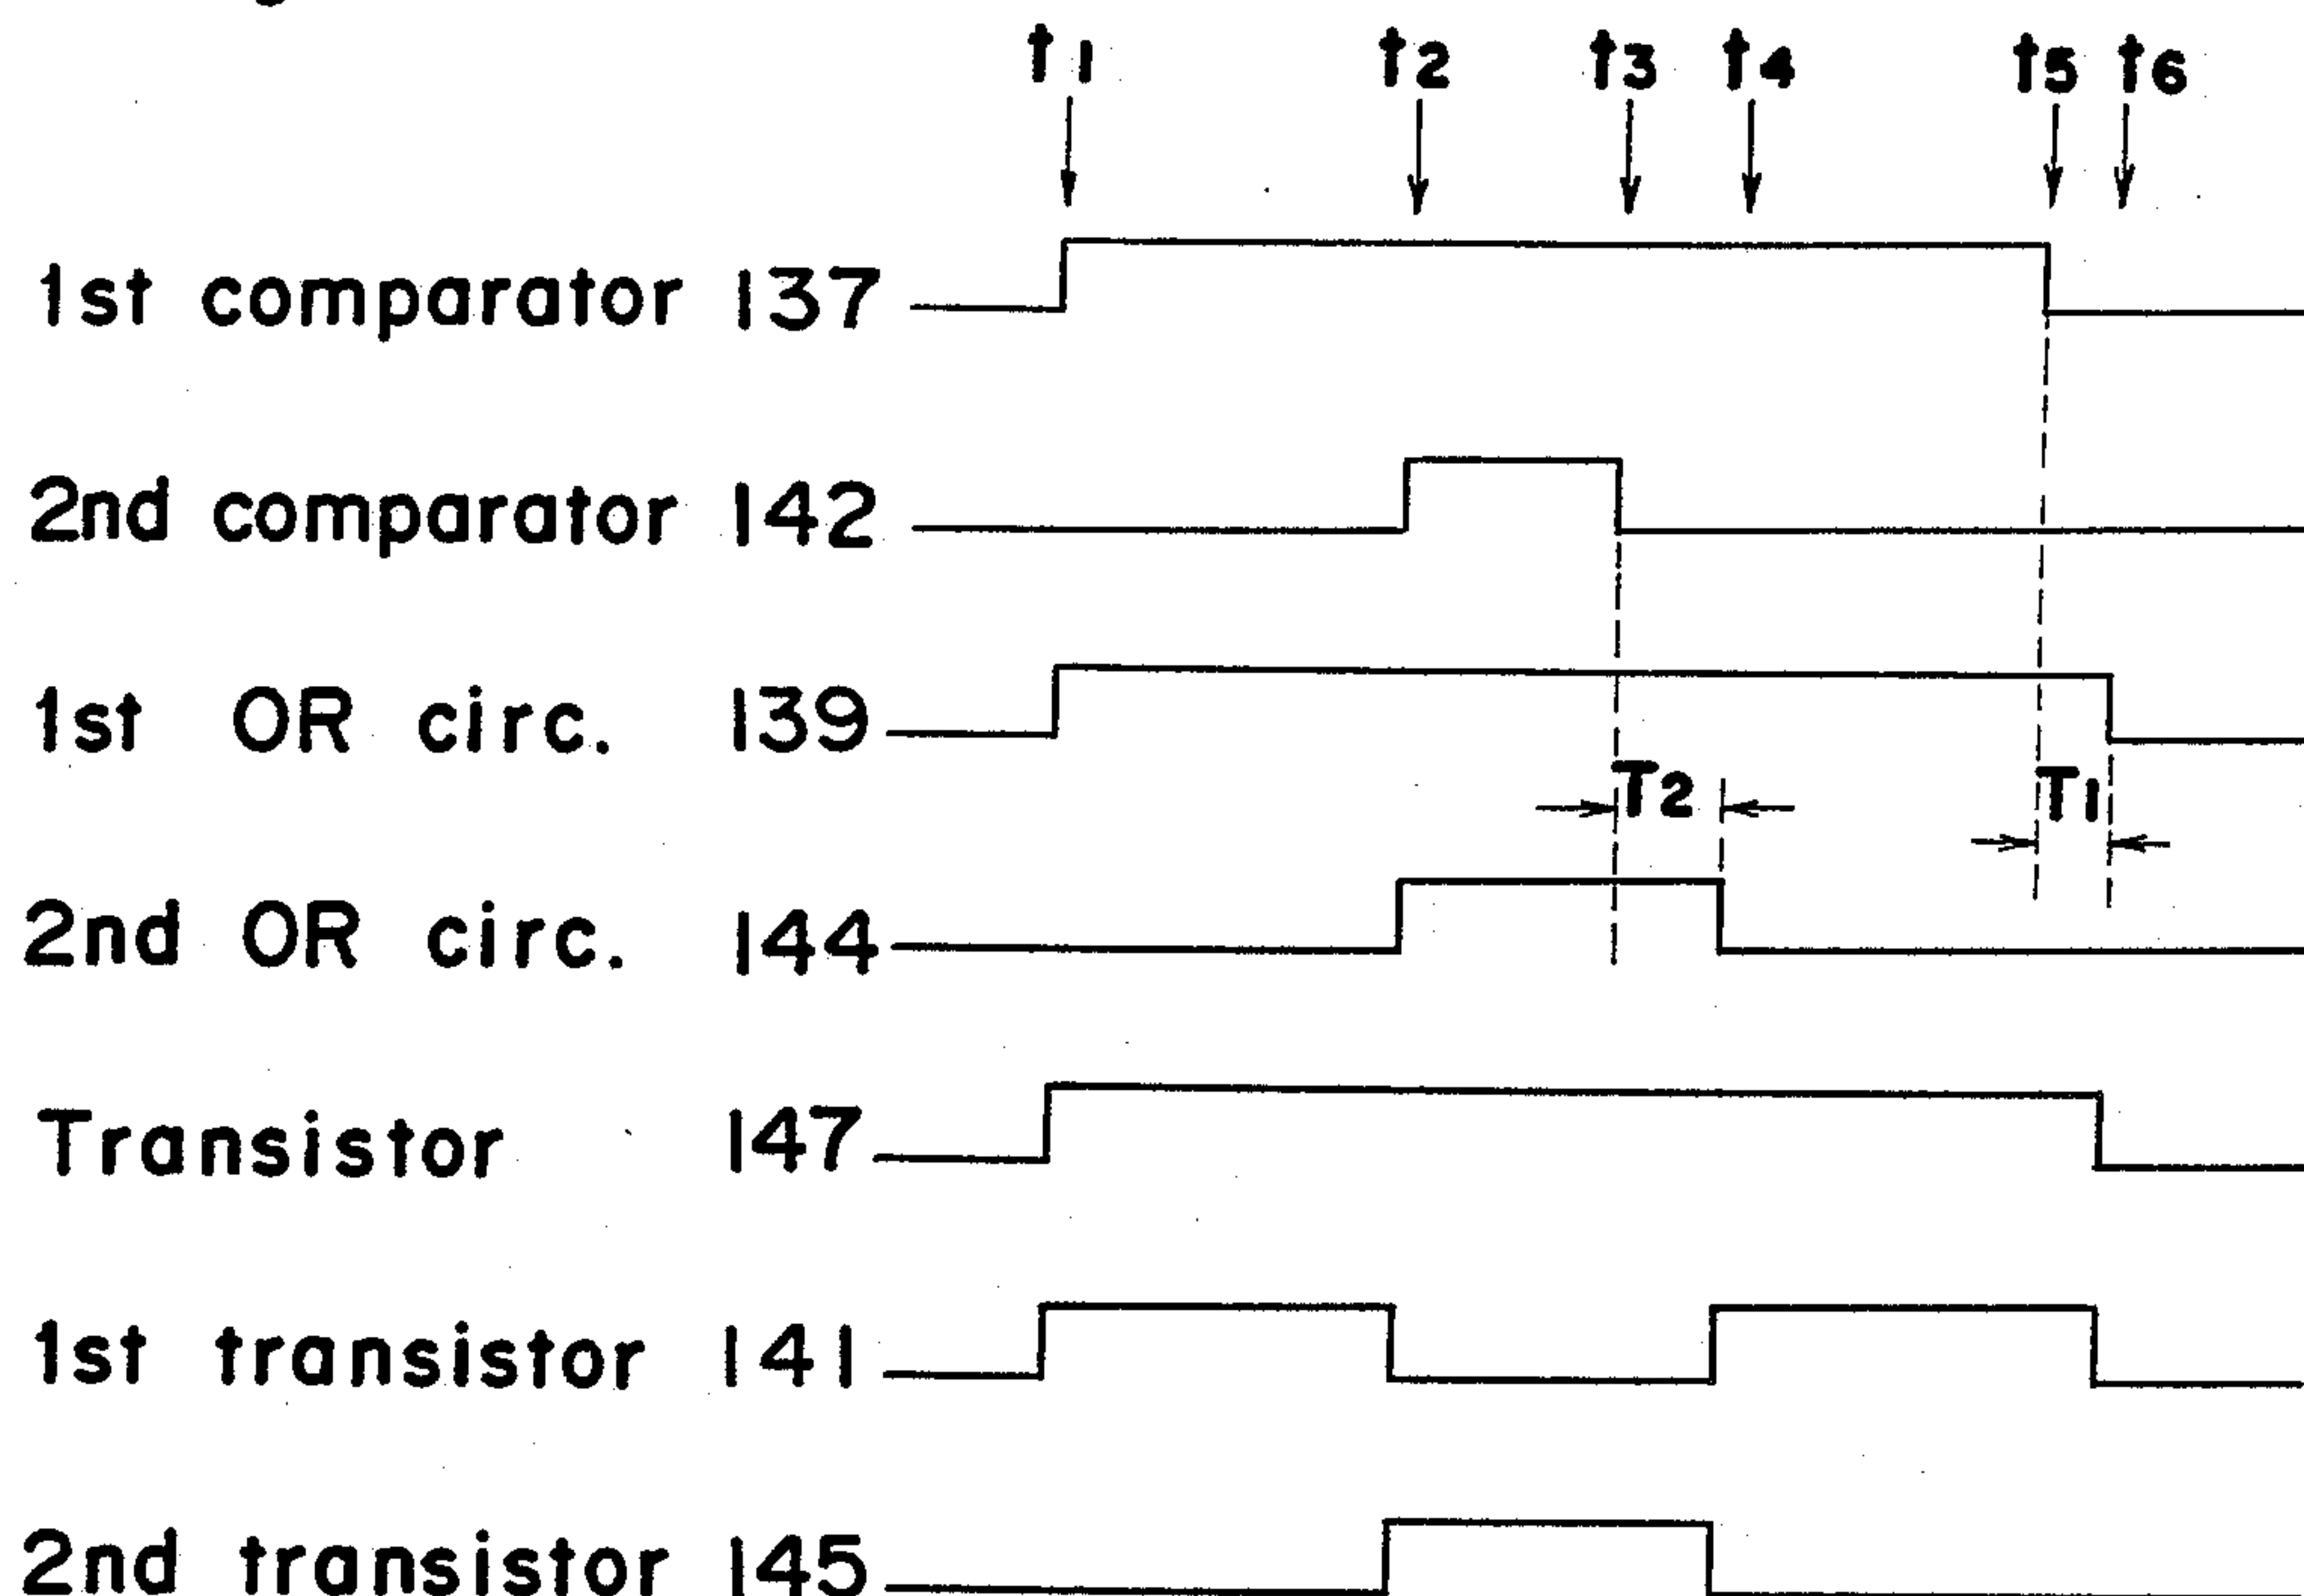 t1 t2 t3 t4 t5 t6
1st comparator 137
2nd comparator 142
1st OR circ. 139
T2 T1
2nd OR circ. 144
Transistor 147
1st transistor 141
2nd transistor 145